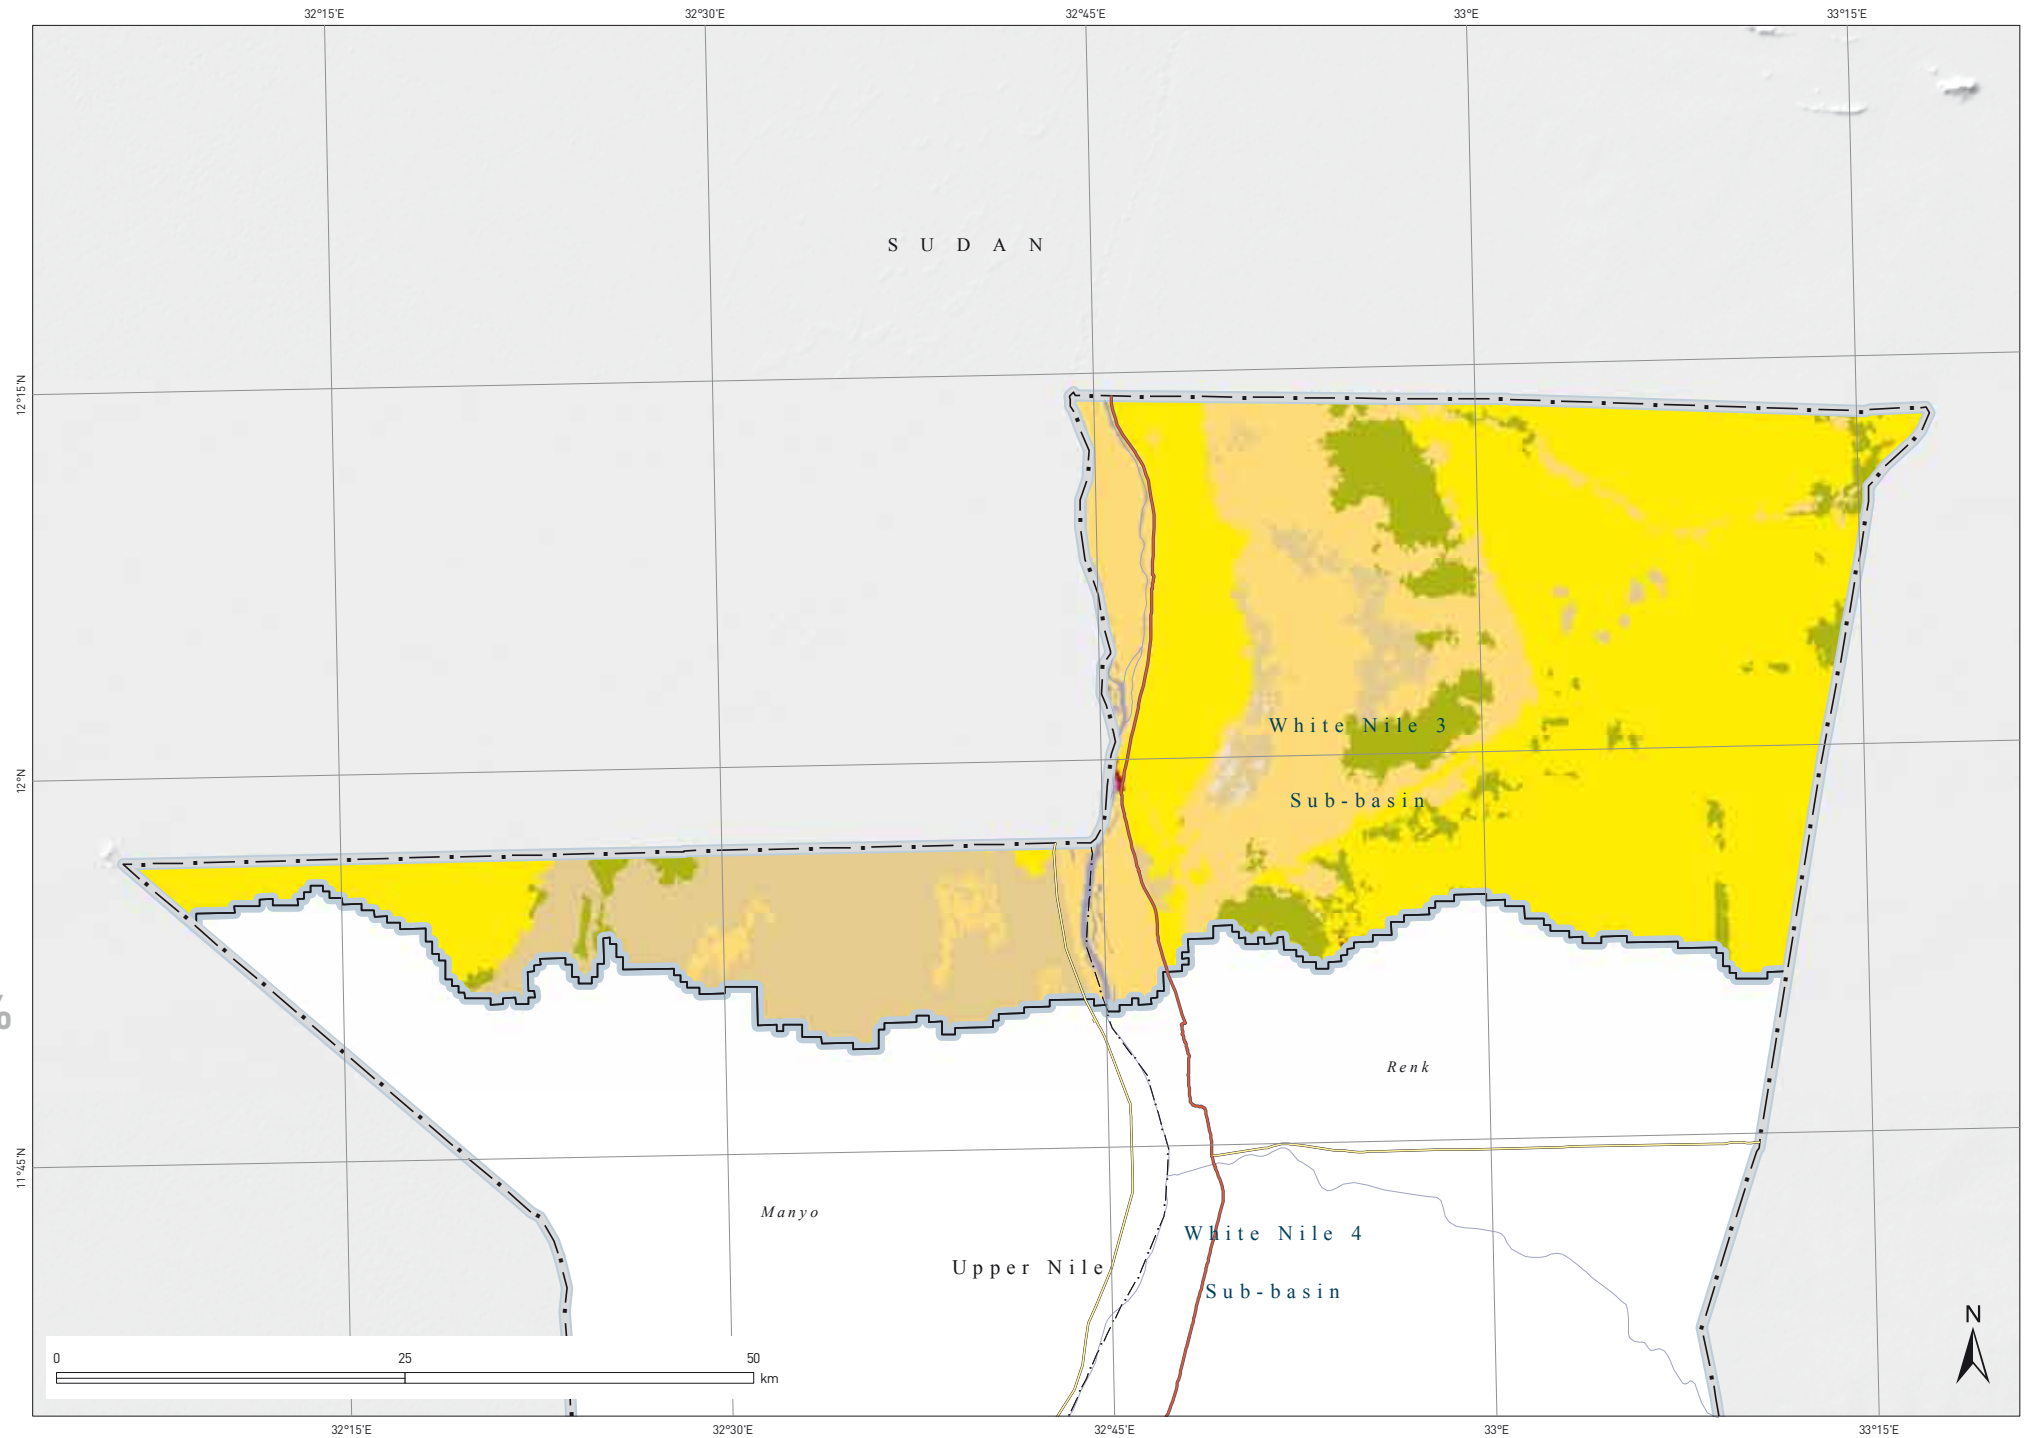 32°15'E 32°30'E 32°45'E 33°E 33°15'E
SUDAN
12°15'N
White Nile 3
12°N
Sub-basin
%
Renk
11°45'N
Manyo
White Nile 4
Upper Nile
Sub-basin
N
0 25 50
km
32°15'E 32°30'E 32°45'E 33°E 33°15'E